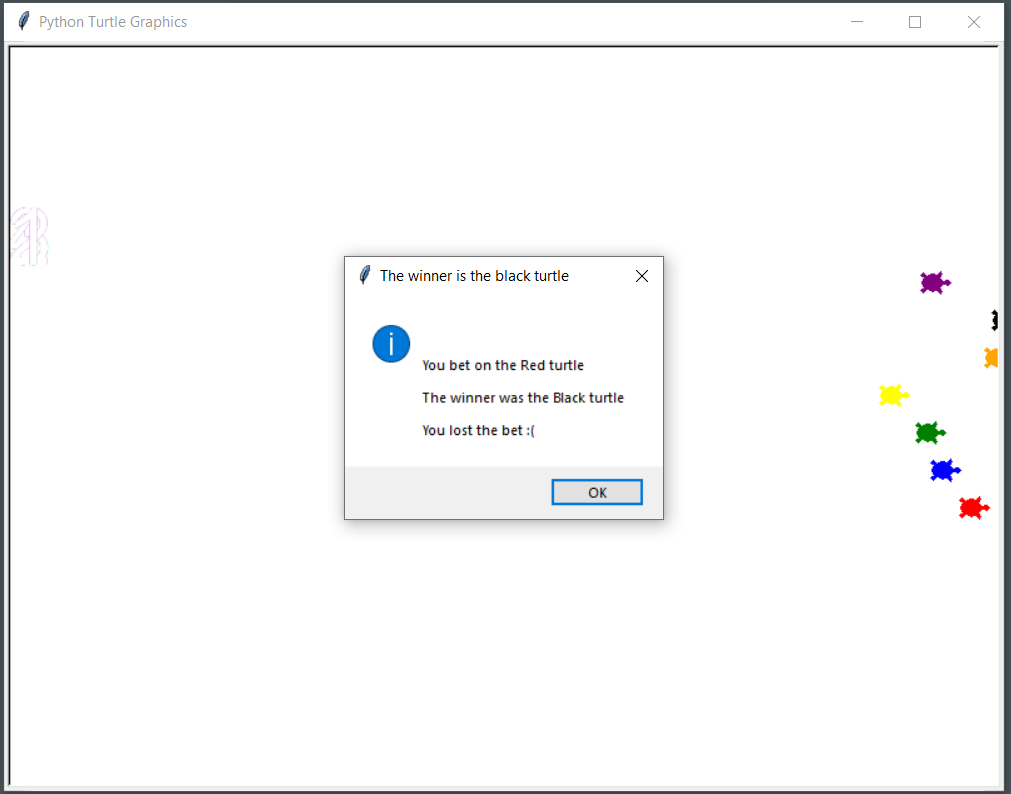 Python Turtle Graphics
The winner is the black turtle
You bet on the Red turtle
The winner was the Black turtle
You lost the bet :(
OK